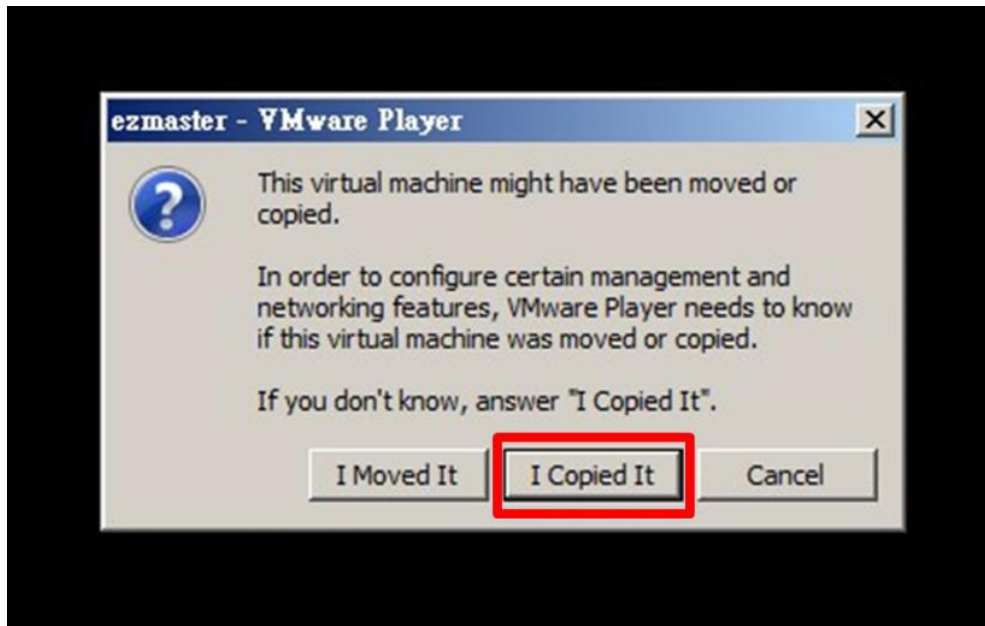 ezmaster - VMware Player
This virtual machine might have been moved or
copied.
In order to configure certain management and
networking features, VMware Player needs to know
if this virtual machine was moved or copied.
If you don't know, answer "I Copied It".
I Moved It
I Copied It
Cancel